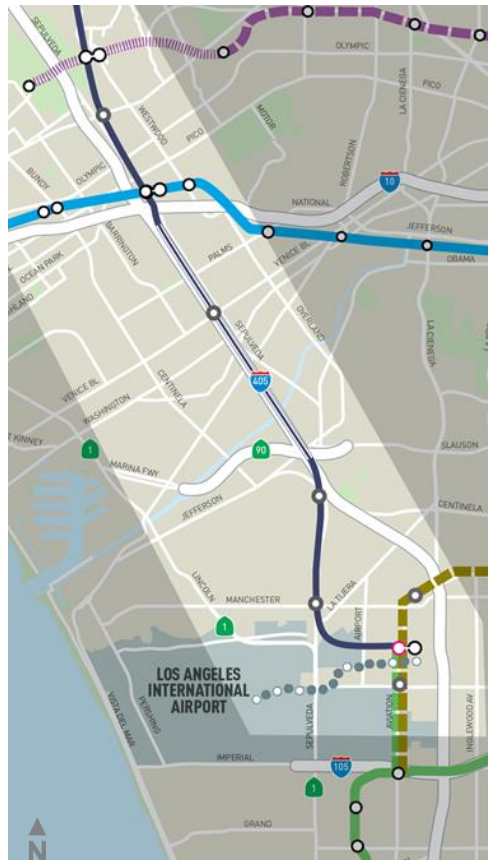 SEPULVEDA
OLYMPIC
PICO
LA CIENEGA
WESTWOOD
PICO
MOTOR
ROBERTSON
10
BUNDY
OLYMPIC
NATIONAL
JEFFERSON
BARRINGTON
PALMS
VENICE BL
OBAMA
OCEAN PARK
OVERLAND
SEPULVEDA
LA CIENEGA
405
VENICE BL
CENTINELA
WASHINGTON
1
90
SLAUSON
MARINA FWY
JEFFERSON
CENTINELA
LINCOLN
MANCHESTER
LA TIJERA
AIRPORT
1
LOS ANGELES
INTERNATIONAL
AIRPORT
VISTA DEL MAR
PERSHING
SEPULVEDA
AVIATION
INGLEWOOD AV
IMPERIAL
105
1
GRAND
N